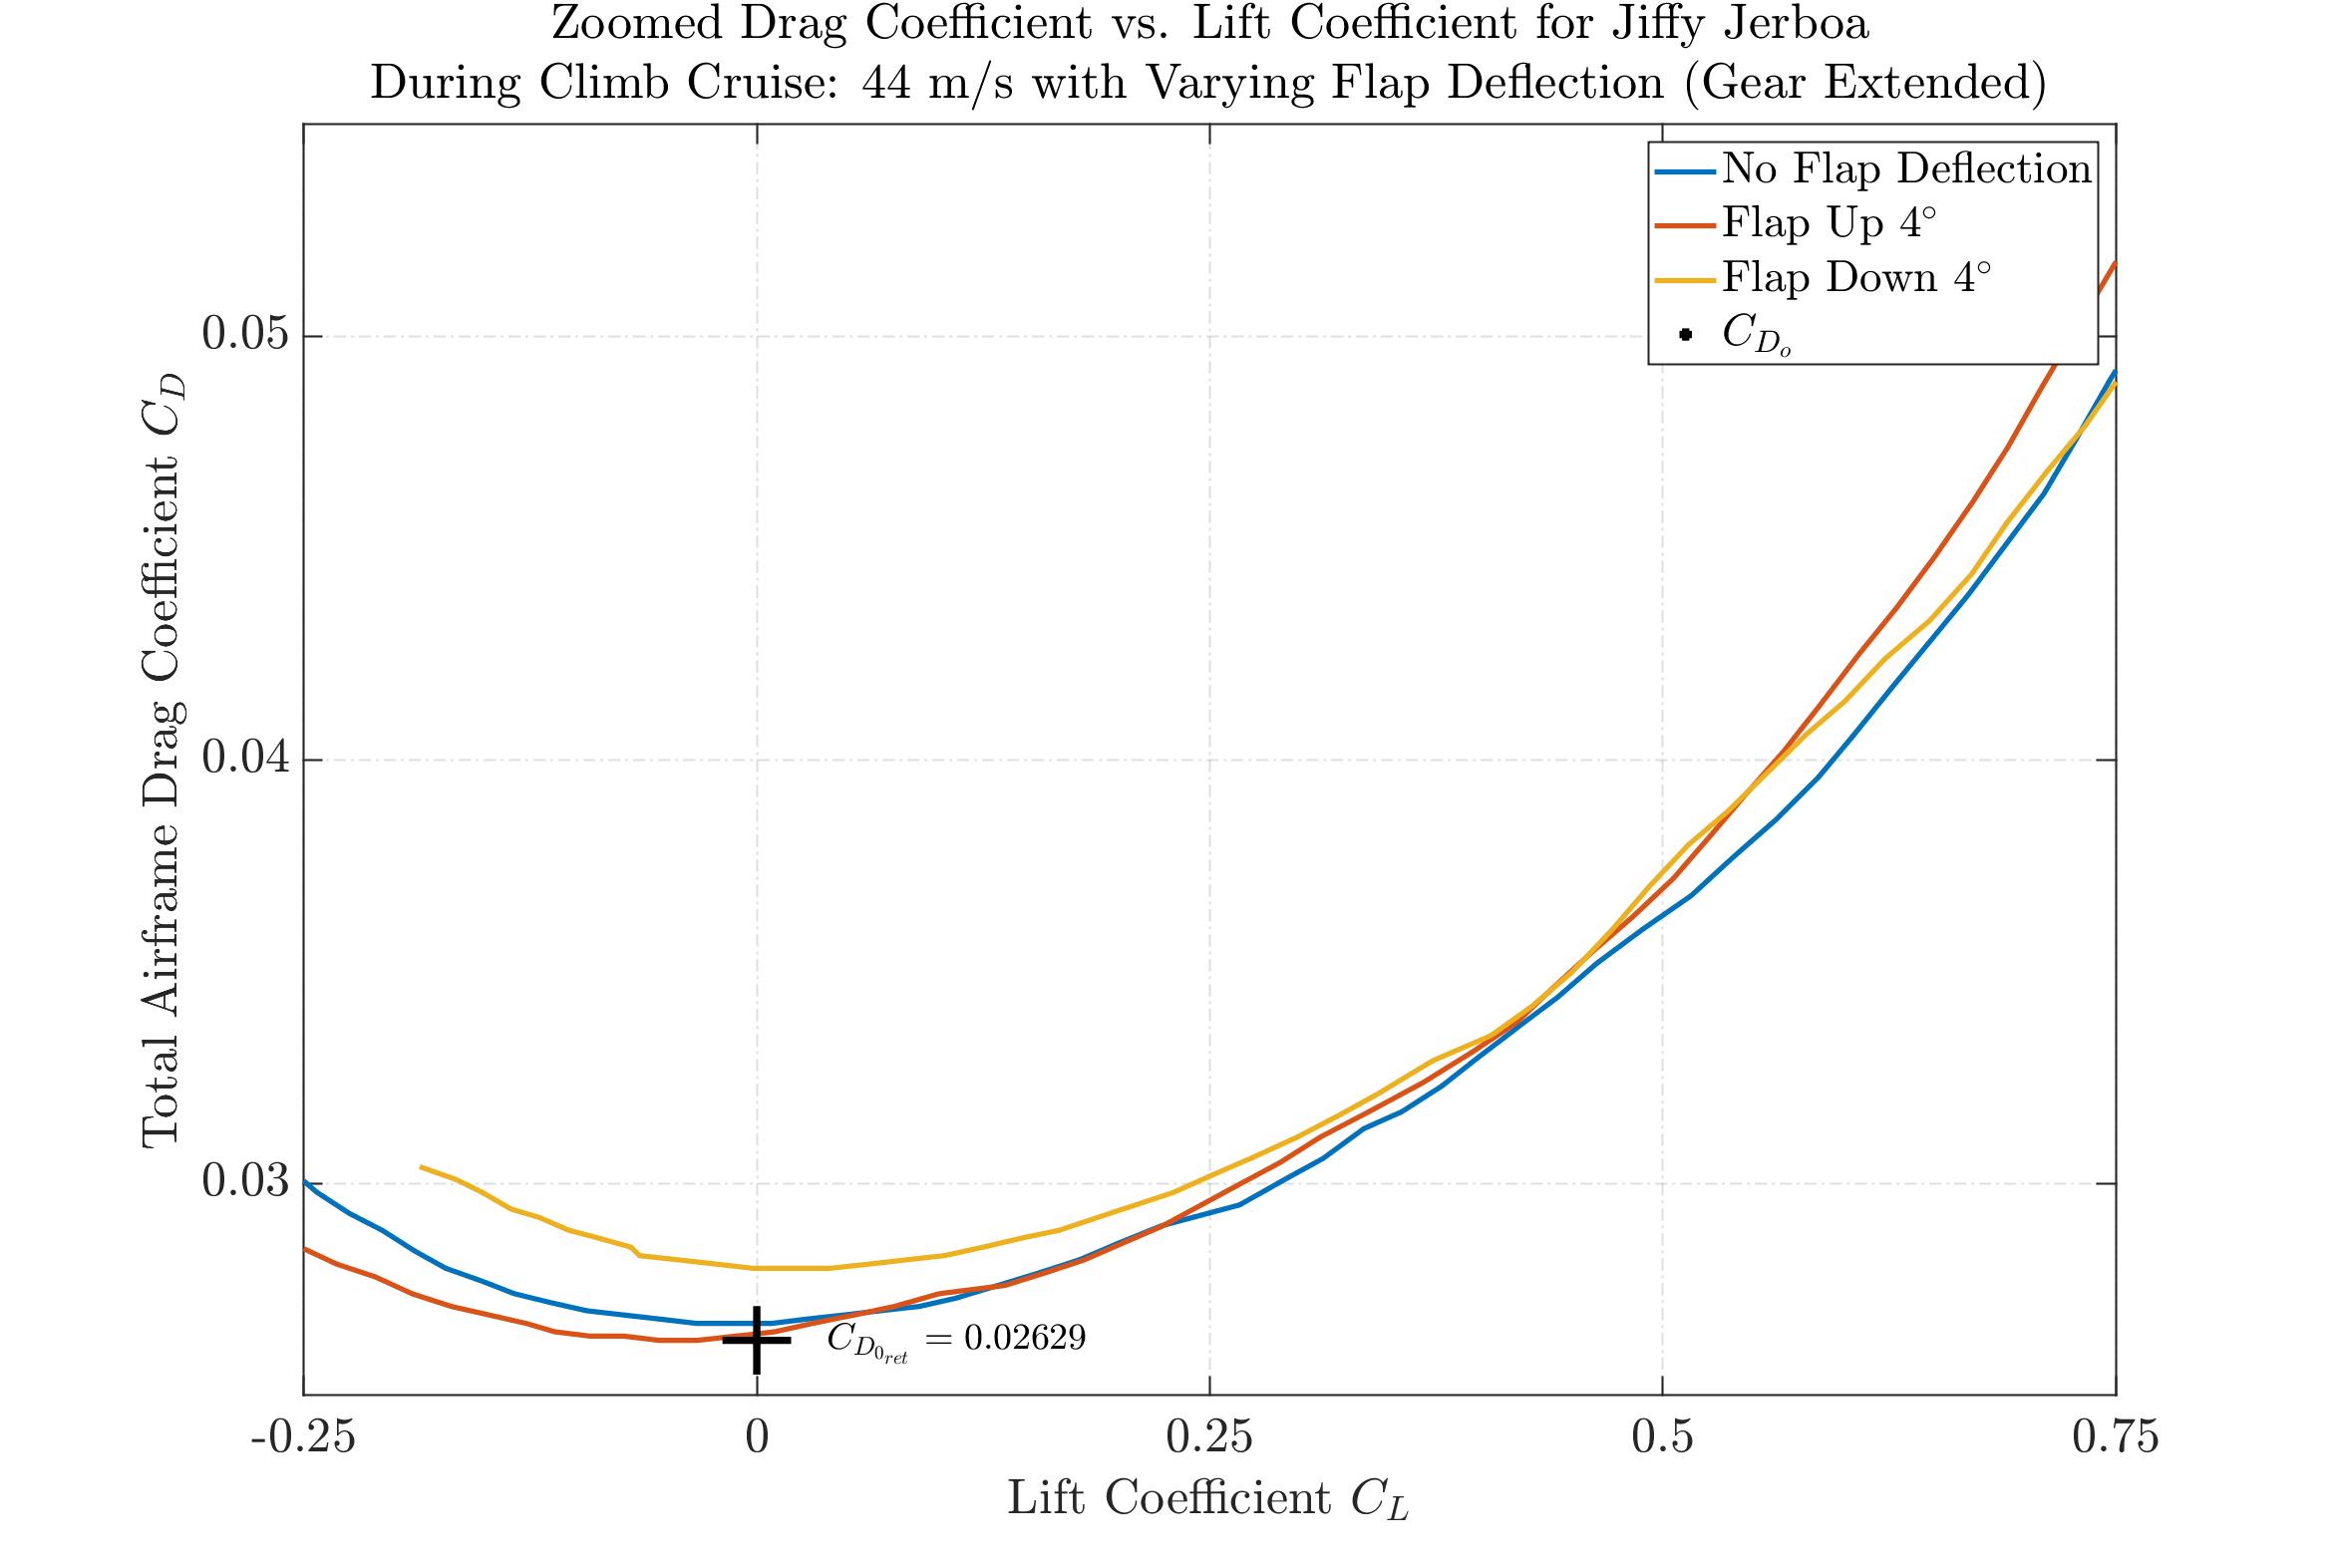 Zoomed Drag Coefficient vs. Lift Coefficient for Jiffy Jerboa
During Climb Cruise: 44 m/s with Varying Flap Deflection (Gear Extended)
No Flap Deflection
Flap Up 4°
Flap Down 4°
C_{D_o}
Total Airframe Drag Coefficient C_D
0.05
0.04
0.03
C_{D_{0_{ret}}} = 0.02629
-0.25
0
0.25
0.5
0.75
Lift Coefficient C_L